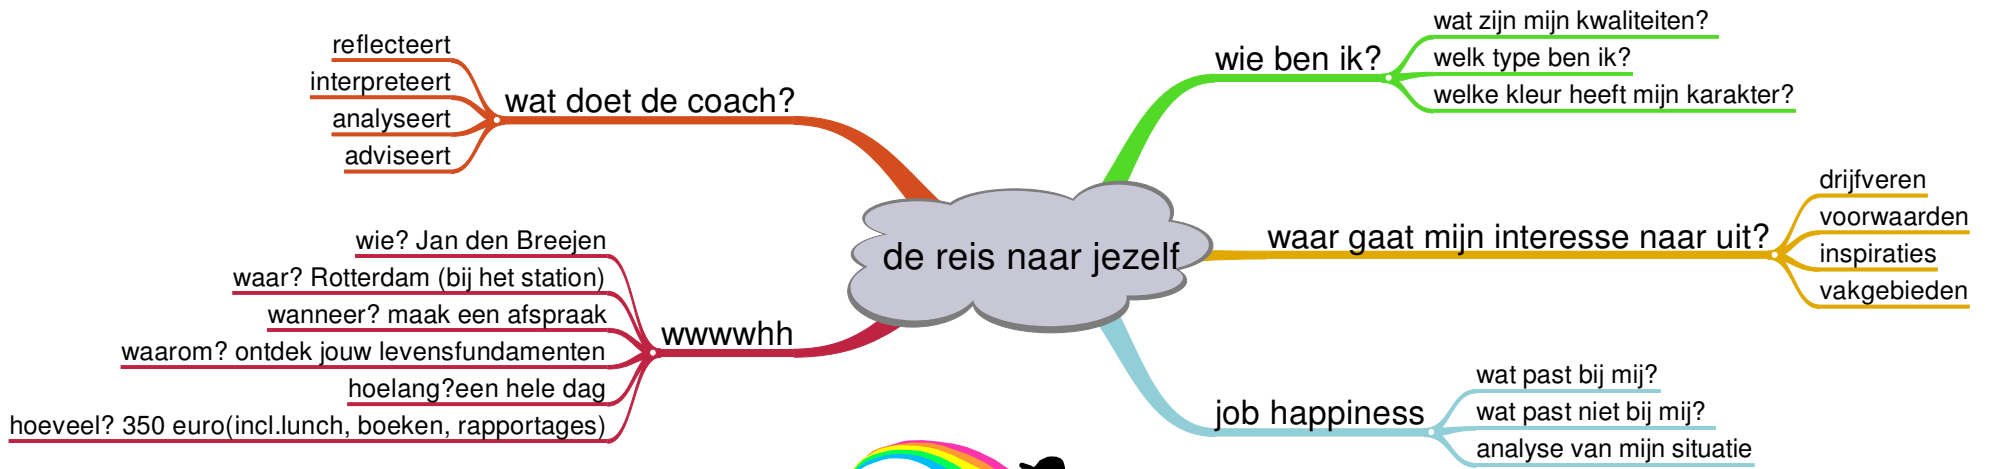 de reis naar jezelf
wat doet de coach?
reflecteert
interpreteert
analyseert
adviseert
wwwwhh
wie? Jan den Breejen
waar? Rotterdam (bij het station)
wanneer? maak een afspraak
waarom? ontdek jouw levensfundamenten
hoelang?een hele dag
hoeveel? 350 euro(incl.lunch, boeken, rapportages)
wie ben ik?
wat zijn mijn kwaliteiten?
welk type ben ik?
welke kleur heeft mijn karakter?
waar gaat mijn interesse naar uit?
drijfveren
voorwaarden
inspiraties
vakgebieden
job happiness
wat past bij mij?
wat past niet bij mij?
analyse van mijn situatie